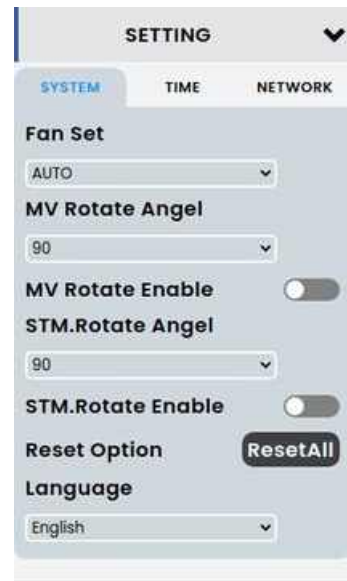 SETTING
SYSTEM TIME NETWORK
Fan Set
AUTO
MV Rotate Angel
90
MV Rotate Enable
STM.Rotate Angel
90
STM.Rotate Enable
Reset Option ResetAll
Language
English